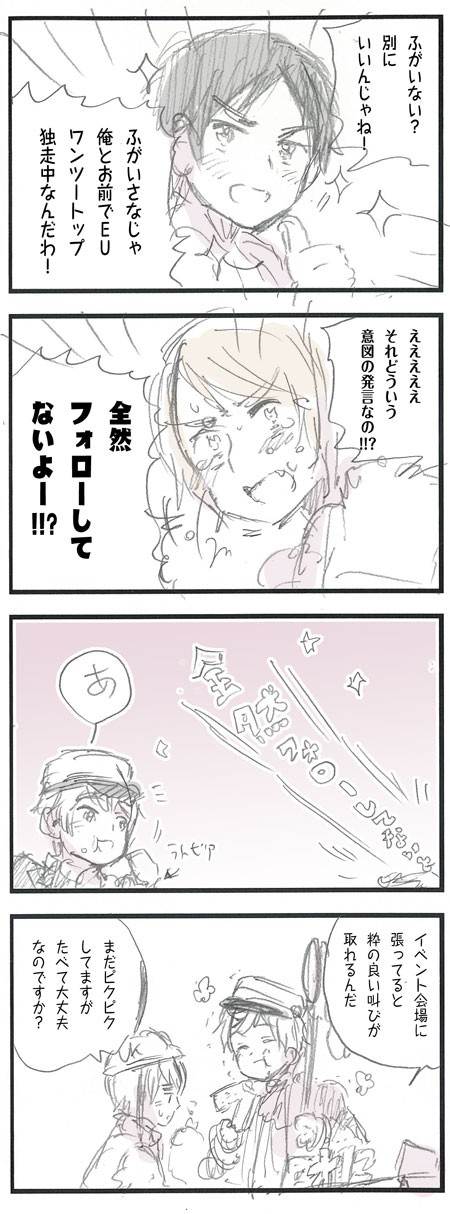 ふがいない?
別に
いいんじゃね!
ふがいさなじゃ
俺とお前でEU
ワンツートップ
独走中なんだわ!
えええええ
それどういう
意図の発言なの!!?
全然
フォローして
ないよー!!?
全然フォローして
あ
イベント会場に
張ってると
粋の良い叫びが
取れるんだ
まだピクピク
してますが
たべて大丈夫
なのですか?